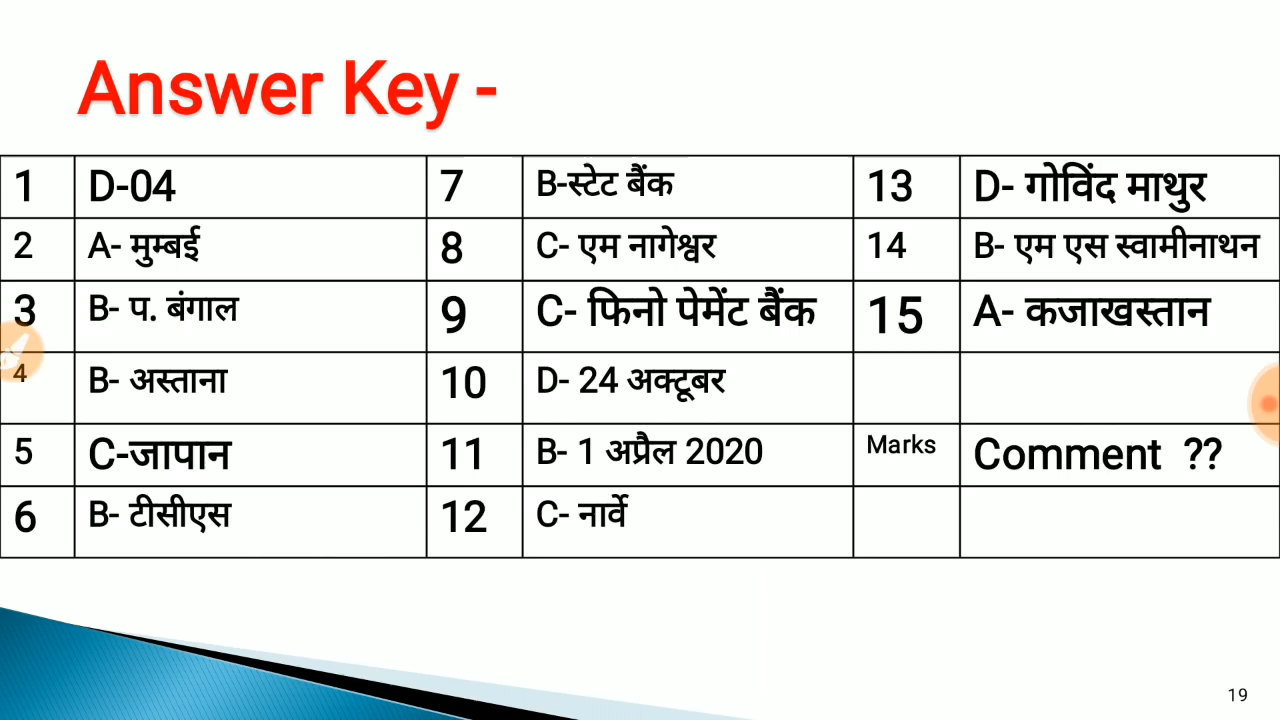 Answer Key -
1 D-04 7 B-स्टेट बैंक 13 D- गोविंद माथुर
2 A- मुम्बई 8 C- एम नागेश्वर 14 B- एम एस स्वामीनाथन
3 B- प. बंगाल 9 C- फिनो पेमेंट बैंक 15 A- कजाखस्तान
4 B- अस्ताना 10 D- 24 अक्टूबर
5 C-जापान 11 B- 1 अप्रैल 2020 Marks Comment ??
6 B- टीसीएस 12 C- नार्वे
19